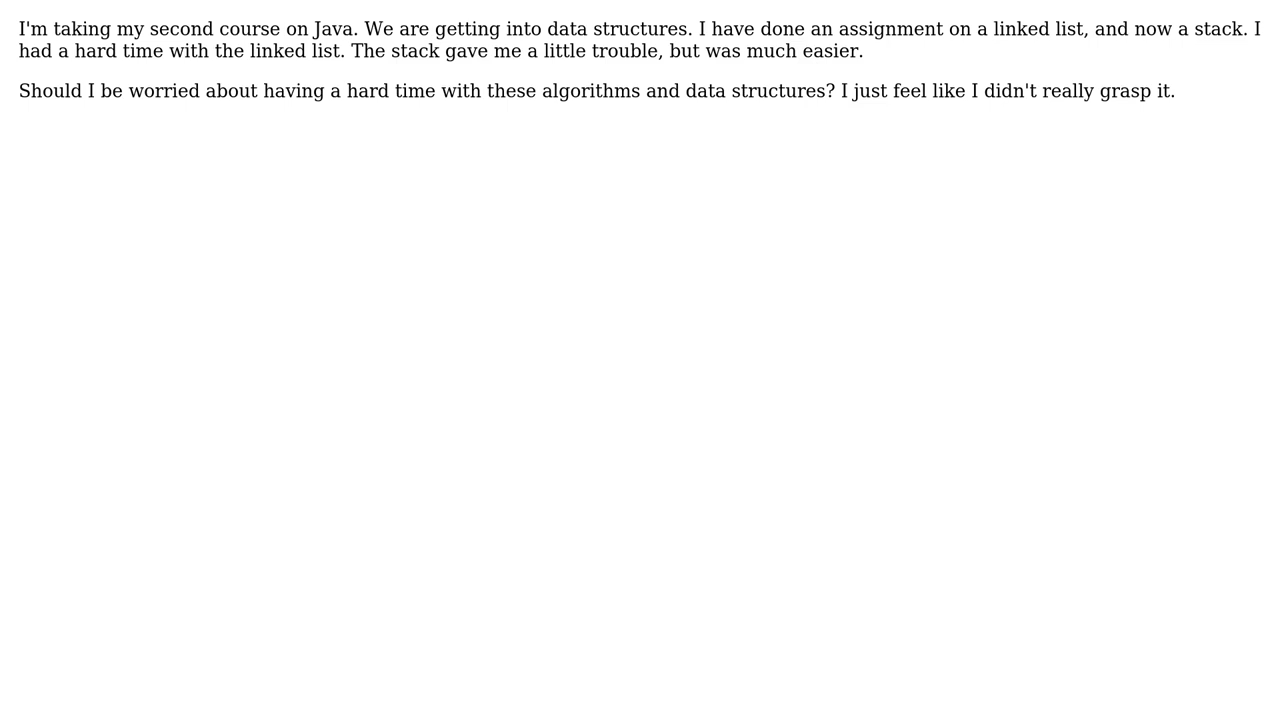 I'm taking my second course on Java. We are getting into data structures. I have done an assignment on a linked list, and now a stack. I
had a hard time with the linked list. The stack gave me a little trouble, but was much easier.
Should I be worried about having a hard time with these algorithms and data structures? I just feel like I didn't really grasp it.